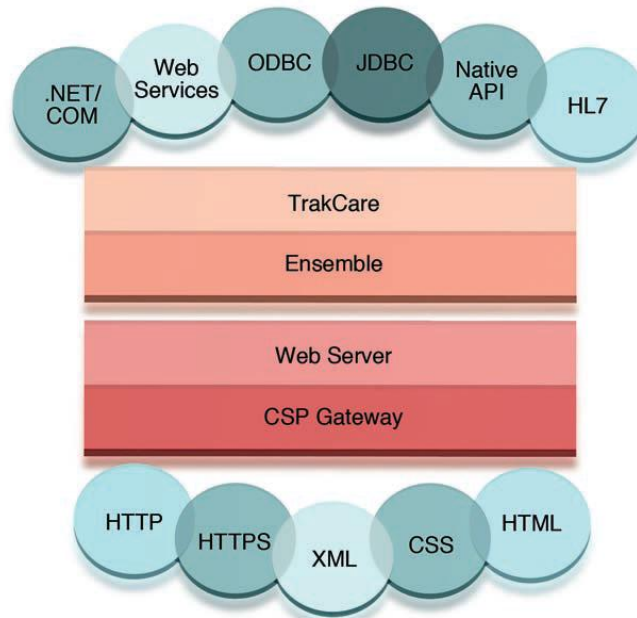 .NET/
COM
Web
Services
ODBC
JDBC
Native
API
HL7
TrakCare
Ensemble
Web Server
CSP Gateway
HTTP
HTTPS
XML
CSS
HTML